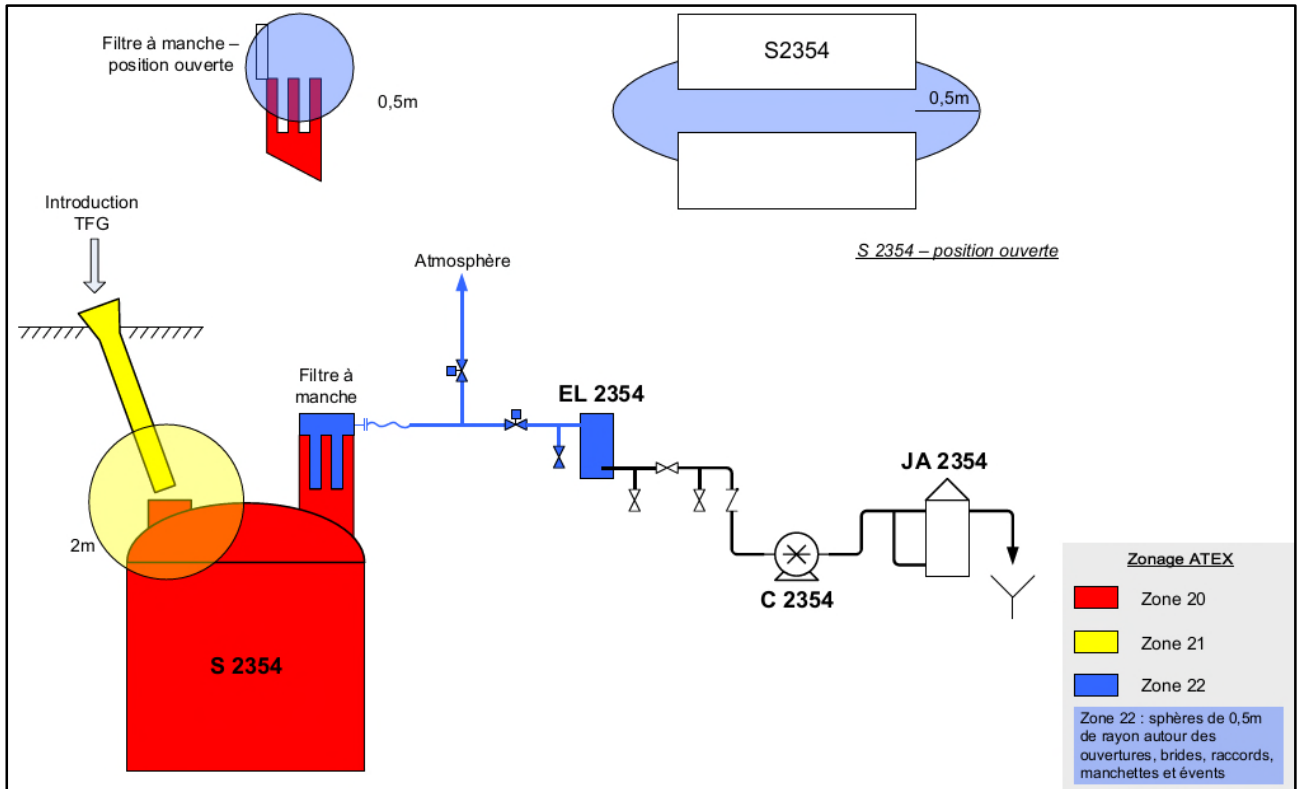 Filtre à manche –
position ouverte
0,5m
S2354
0,5m
S 2354 – position ouverte
Introduction
TFG
Atmosphère
Filtre à
manche
EL 2354
JA 2354
2m
C 2354
S 2354
Zonage ATEX
Zone 20
Zone 21
Zone 22
Zone 22 : sphères de 0,5m
de rayon autour des
ouvertures, brides, raccords,
manchettes et évents